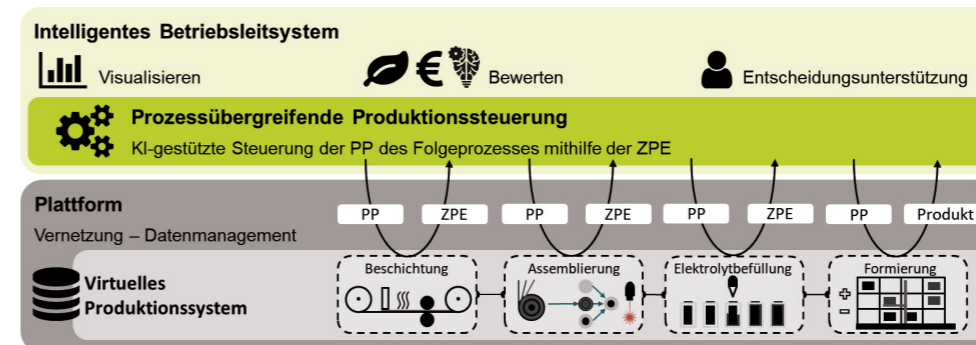 Intelligentes Betriebsleitsystem
Visualisieren
€
Bewerten
Entscheidungsunterstützung
Prozessübergreifende Produktionssteuerung
KI-gestützte Steuerung der PP des Folgeprozesses mithilfe der ZPE
Plattform
Vernetzung – Datenmanagement
PP
ZPE
PP
ZPE
PP
ZPE
PP
Produkt
Virtuelles
Produktionssystem
Beschichtung
Assemblierung
Elektrolytbefüllung
Formierung
+
−